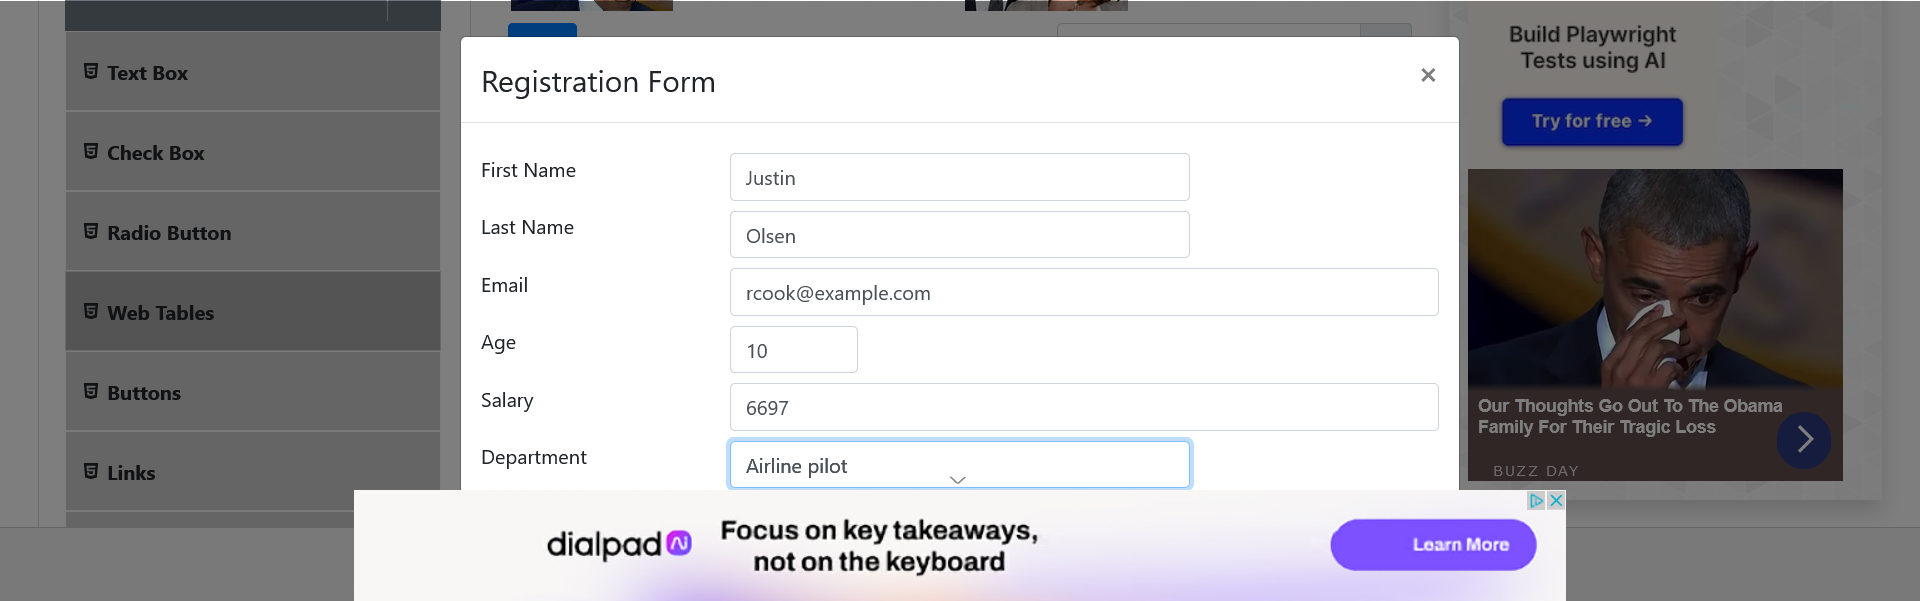 Text Box
Check Box
Radio Button
Web Tables
Buttons
Links
Registration Form
×
First Name
Justin
Last Name
Olsen
Email
rcook@example.com
Age
10
Salary
6697
Department
Airline pilot
Build Playwright
Tests using AI
Try for free →
Our Thoughts Go Out To The Obama
Family For Their Tragic Loss
BUZZ DAY
dialpad Ai
Focus on key takeaways,
not on the keyboard
Learn More